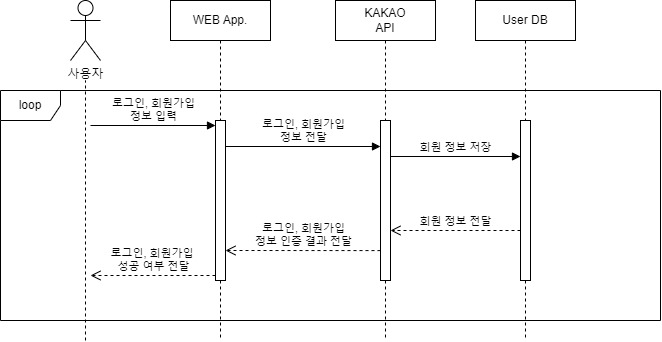 WEB App.
KAKAO
API
User DB
사용자
loop
로그인, 회원가입
정보 입력
로그인, 회원가입
정보 전달
회원 정보 저장
회원 정보 전달
로그인, 회원가입
정보 인증 결과 전달
로그인, 회원가입
성공 여부 전달